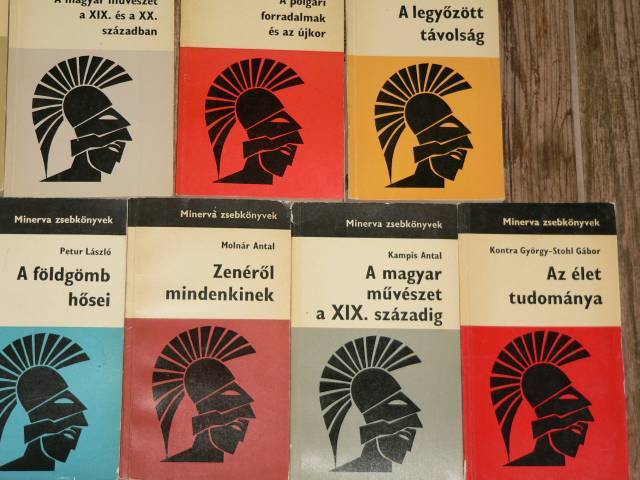 A magyar művészet
a XIX. és a XX.
században
A polgári
forradalmak
és az újkor
A legyőzött
távolság
Minerva zsebkönyvek
Petur László
A földgömb
hősei
Minerva zsebkönyvek
Molnár Antal
Zenéről
mindenkinek
Minerva zsebkönyvek
Kampis Antal
A magyar
művészet
a XIX. századig
Minerva zsebkönyvek
Kontra György–Stohl Gábor
Az élet
tudománya